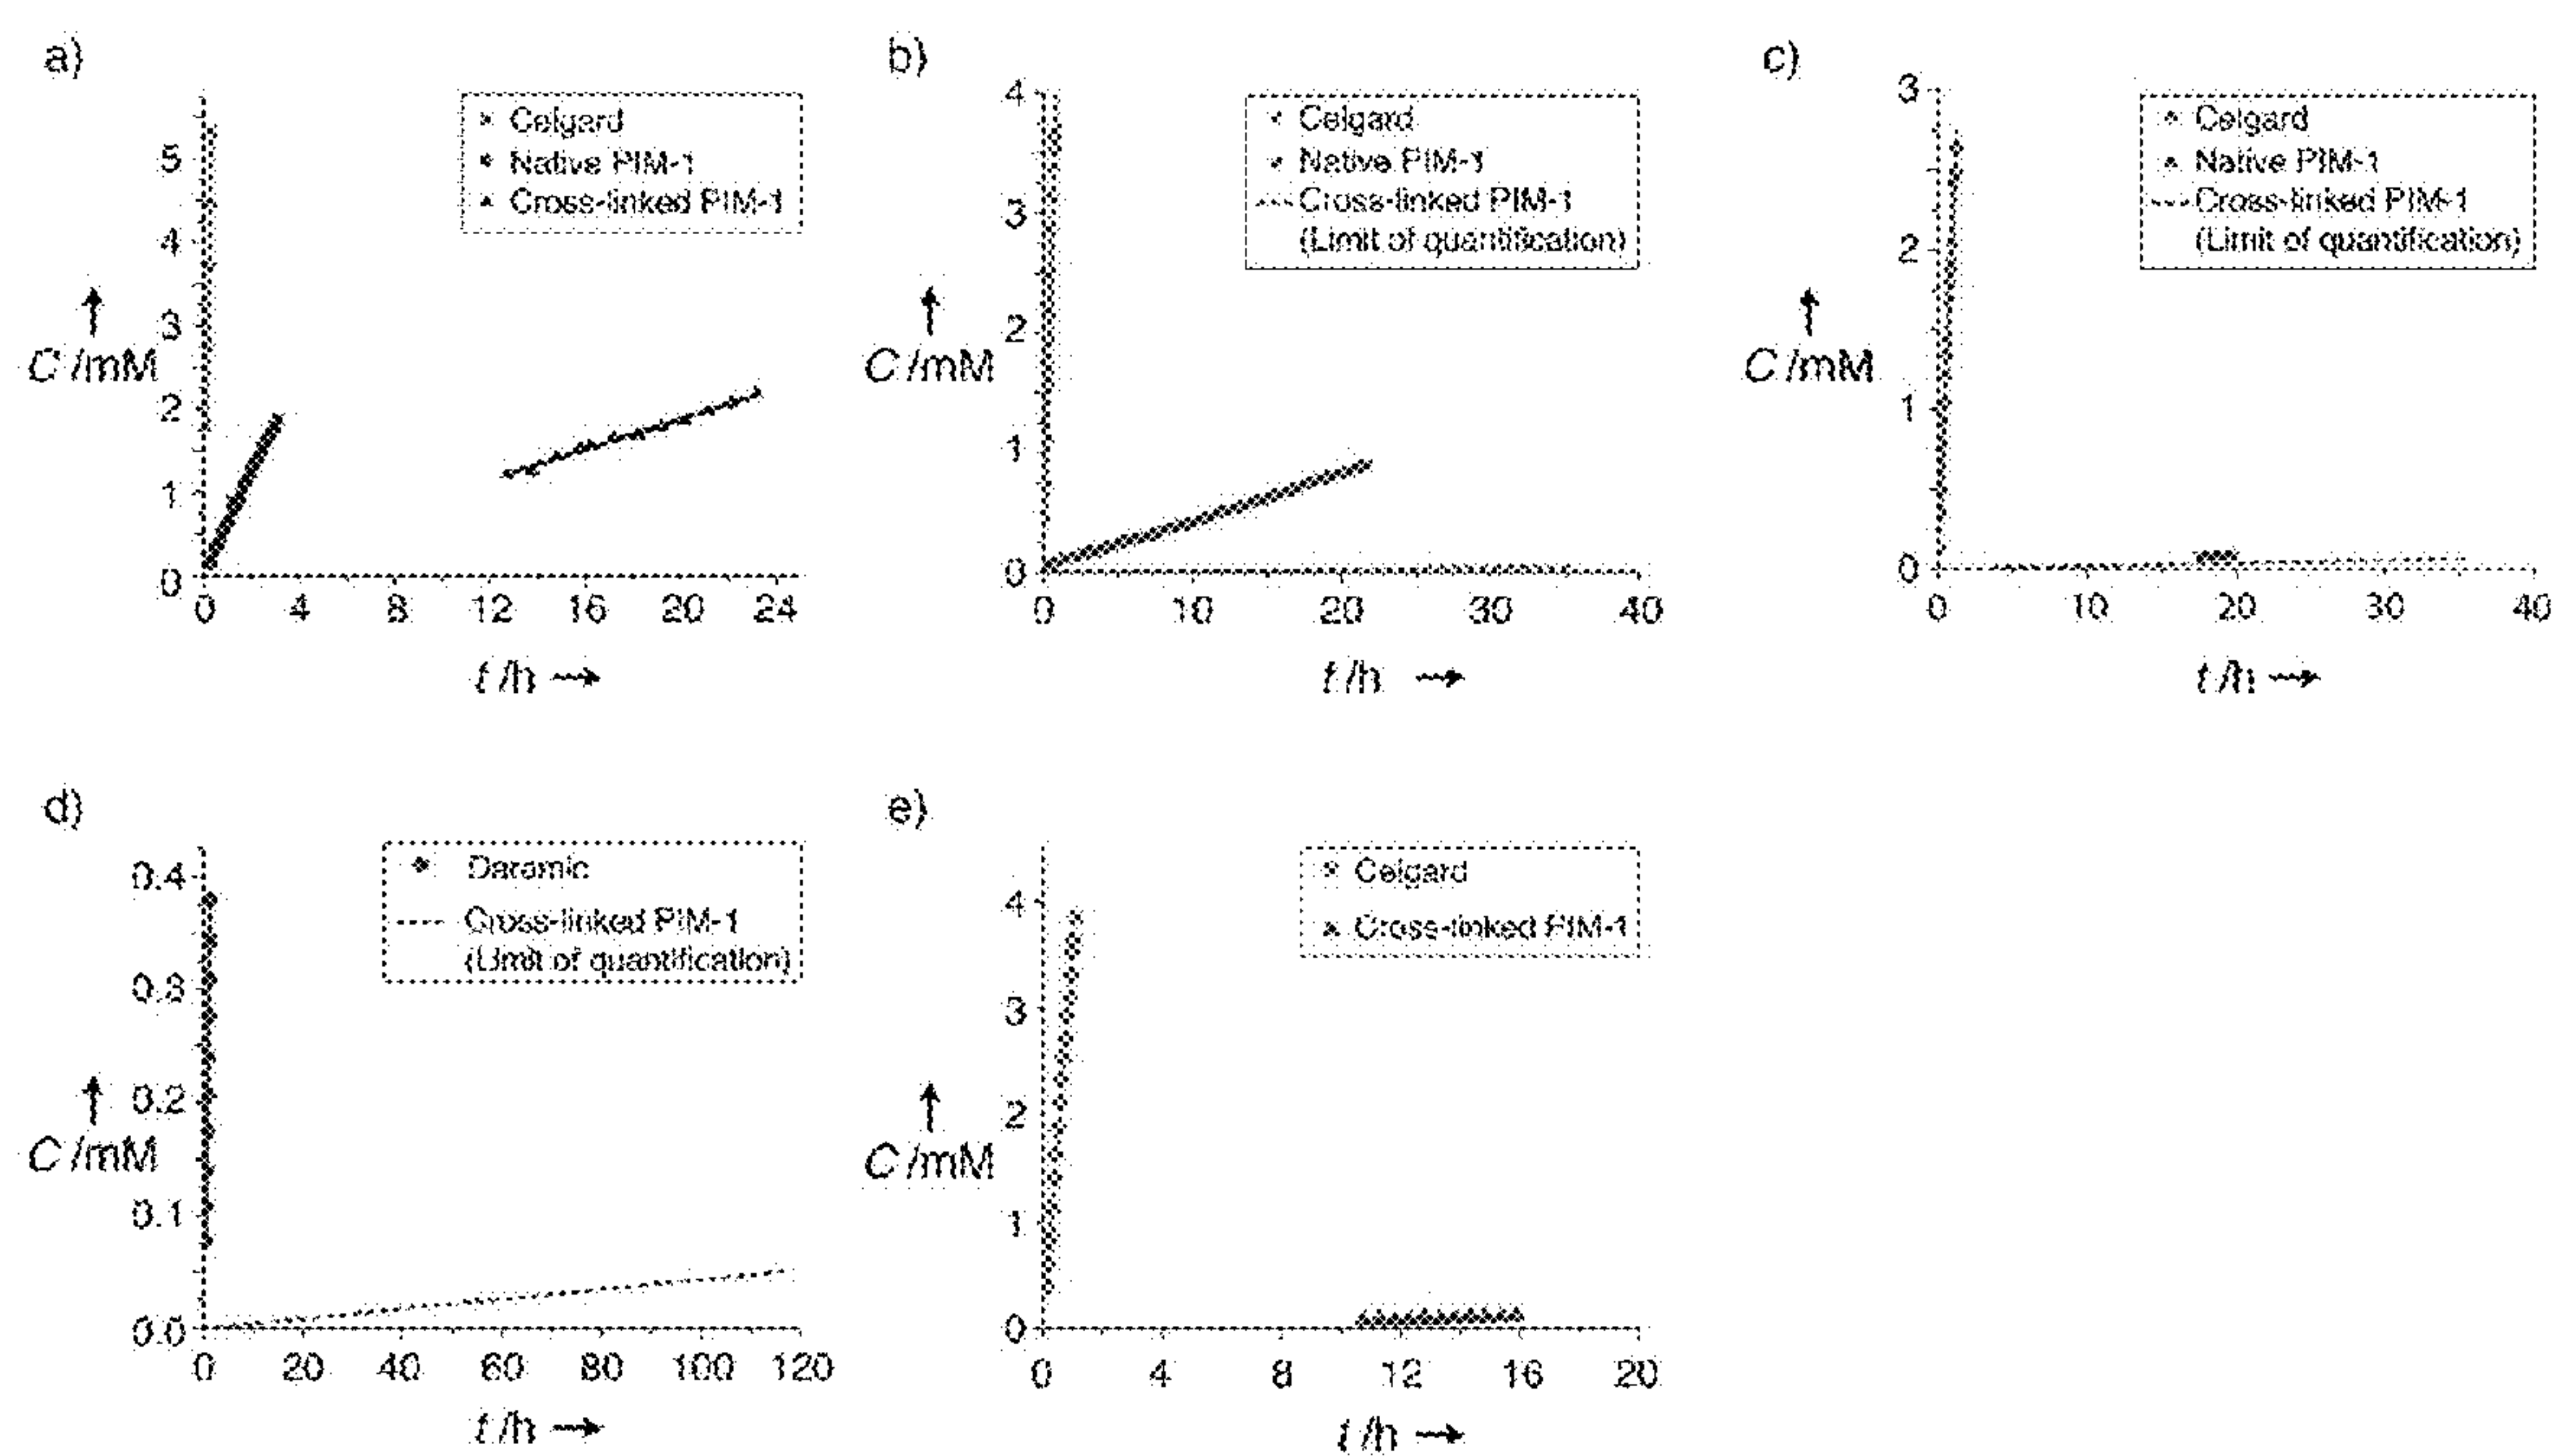 a)
Celgard
Native PIM-1
Cross-linked PIM-1
5
4
3
2
1
0
C /mM
0 4 8 12 16 20 24
t /h →
b)
Celgard
Native PIM-1
Cross-linked PIM-1
(Limit of quantification)
4
3
2
1
0
C /mM
0 10 20 30 40
t /h →
c)
Celgard
Native PIM-1
Cross-linked PIM-1
(Limit of quantification)
3
2
1
0
C /mM
0 10 20 30 40
t /h →
d)
Daramic
Cross-linked PIM-1
(Limit of quantification)
0.4
0.3
0.2
0.1
0.0
C /mM
0 20 40 60 80 100 120
t /h →
e)
Celgard
Cross-linked PIM-1
4
3
2
1
0
C /mM
0 4 8 12 16 20
t /h →